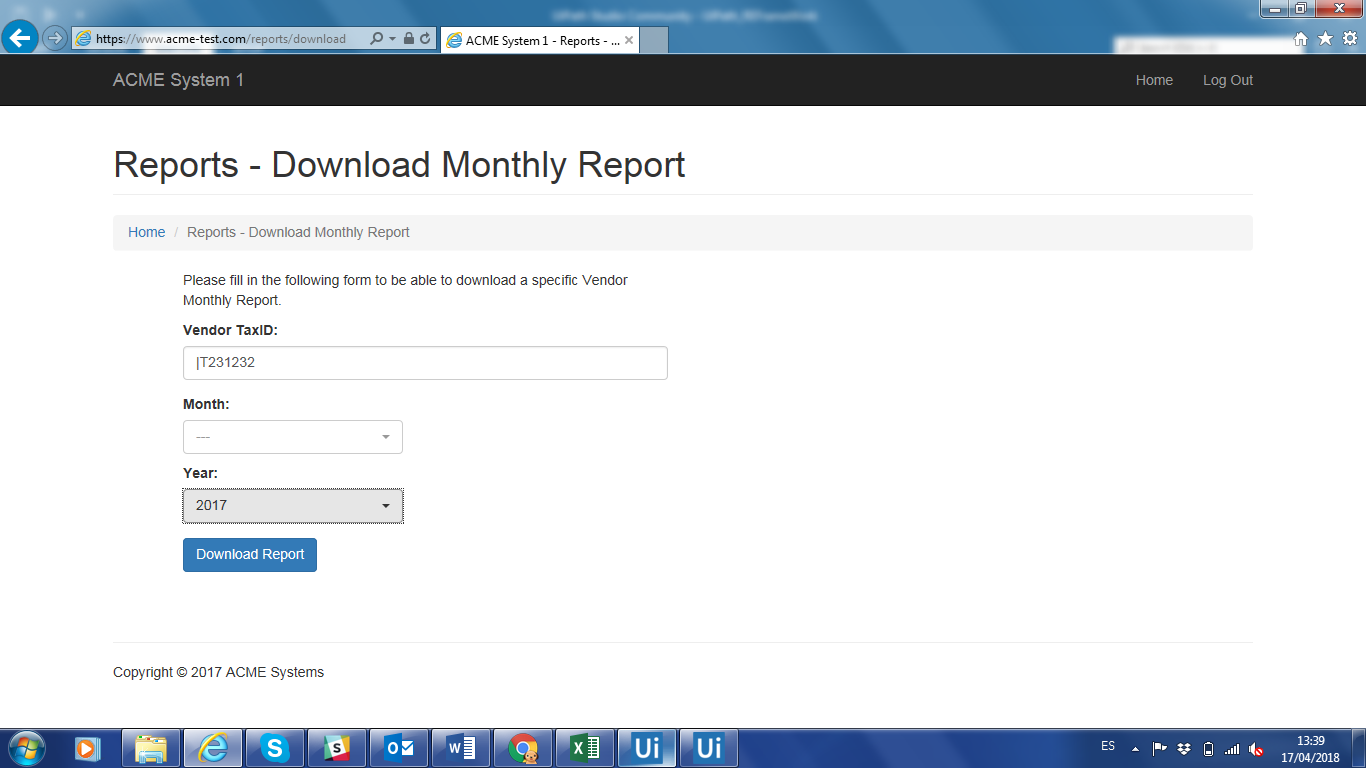 https://www.acme-test.com/reports/download
ACME System 1 - Reports - ...
ACME System 1
Home
Log Out
Reports - Download Monthly Report
Home / Reports - Download Monthly Report
Please fill in the following form to be able to download a specific Vendor
Monthly Report.
Vendor TaxID:
|T231232
Month:
---
Year:
2017
Download Report
Copyright © 2017 ACME Systems
S
S
W
Ui
Ui
ES
13:39
17/04/2018